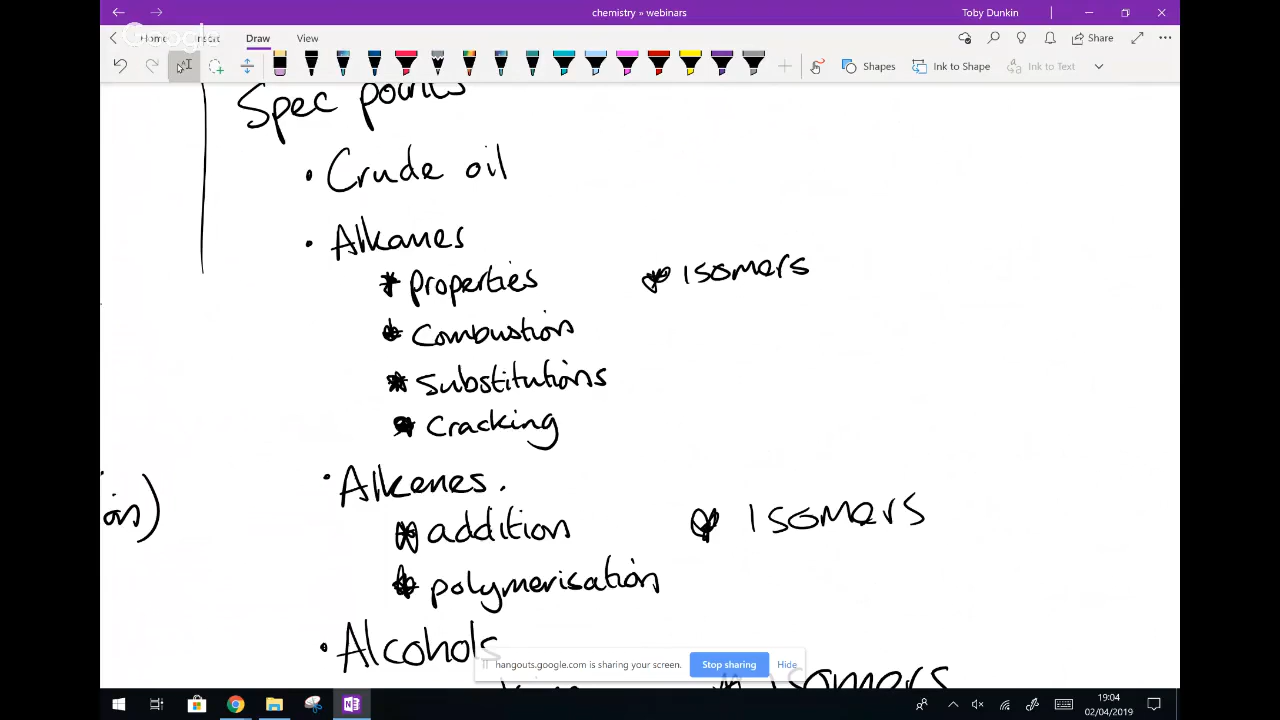 chemistry » webinars
Toby Dunkin
Google
Home Insert Draw View
Share
Shapes Ink to Shape Ink to Text
Spec points
• Crude oil
• Alkanes
* properties * isomers
* Combustion
* Substitutions
* Cracking
• Alkenes.
* addition * Isomers
* polymerisation
• Alcohols
* isomers
hangouts.google.com is sharing your screen. Stop sharing Hide
19:04
02/04/2019